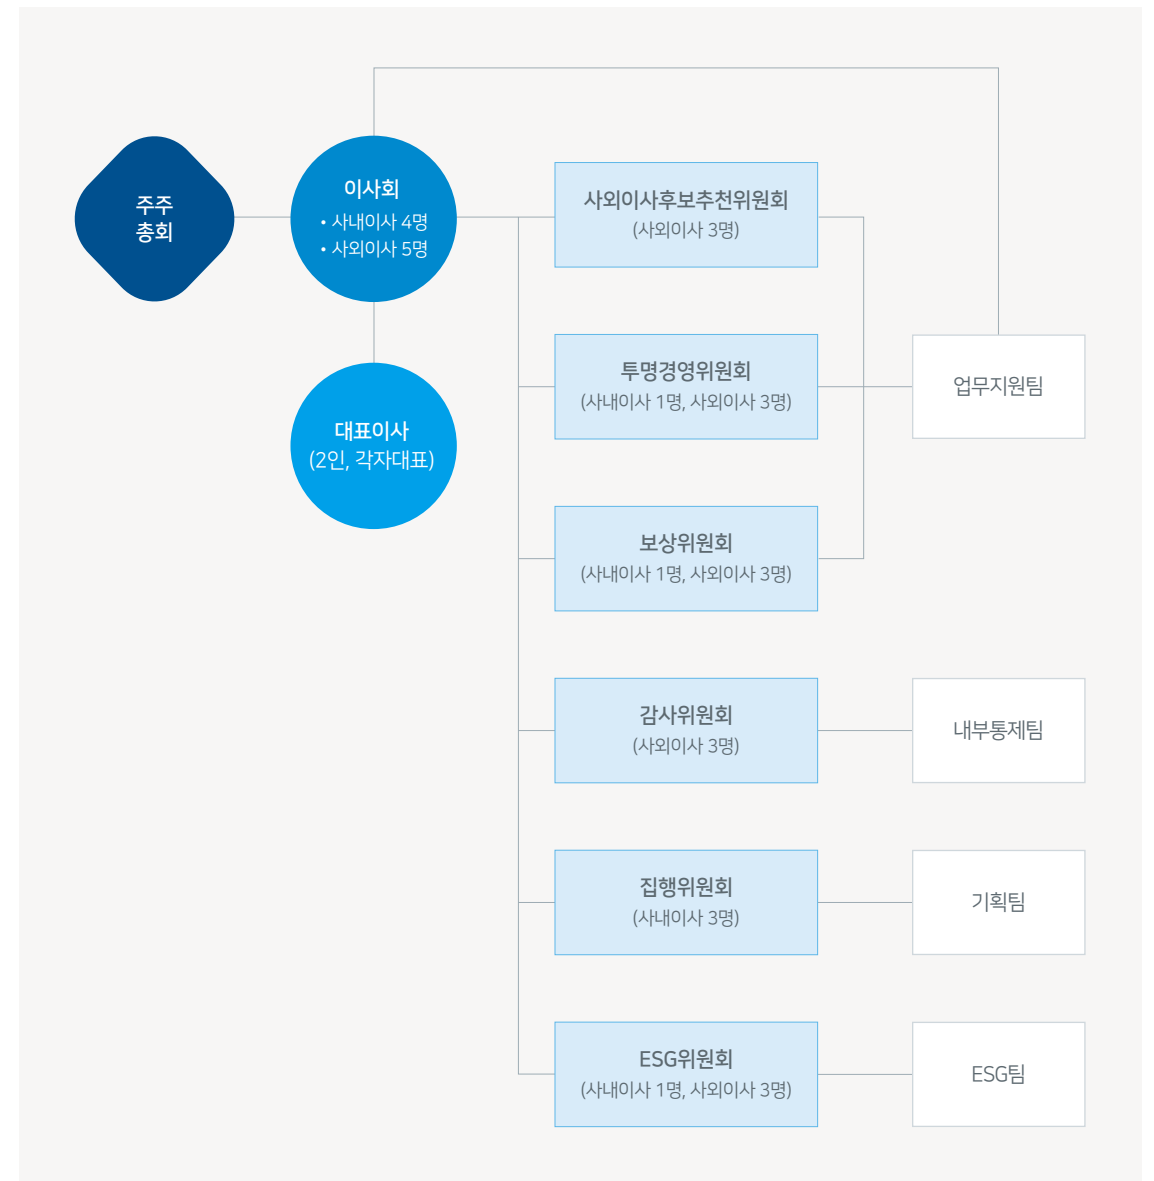 주주
총회
이사회
• 사내이사 4명
• 사외이사 5명
대표이사
(2인, 각자대표)
사외이사후보추천위원회
(사외이사 3명)
투명경영위원회
(사내이사 1명, 사외이사 3명)
업무지원팀
보상위원회
(사내이사 1명, 사외이사 3명)
감사위원회
(사외이사 3명)
내부통제팀
집행위원회
(사내이사 3명)
기획팀
ESG위원회
(사내이사 1명, 사외이사 3명)
ESG팀